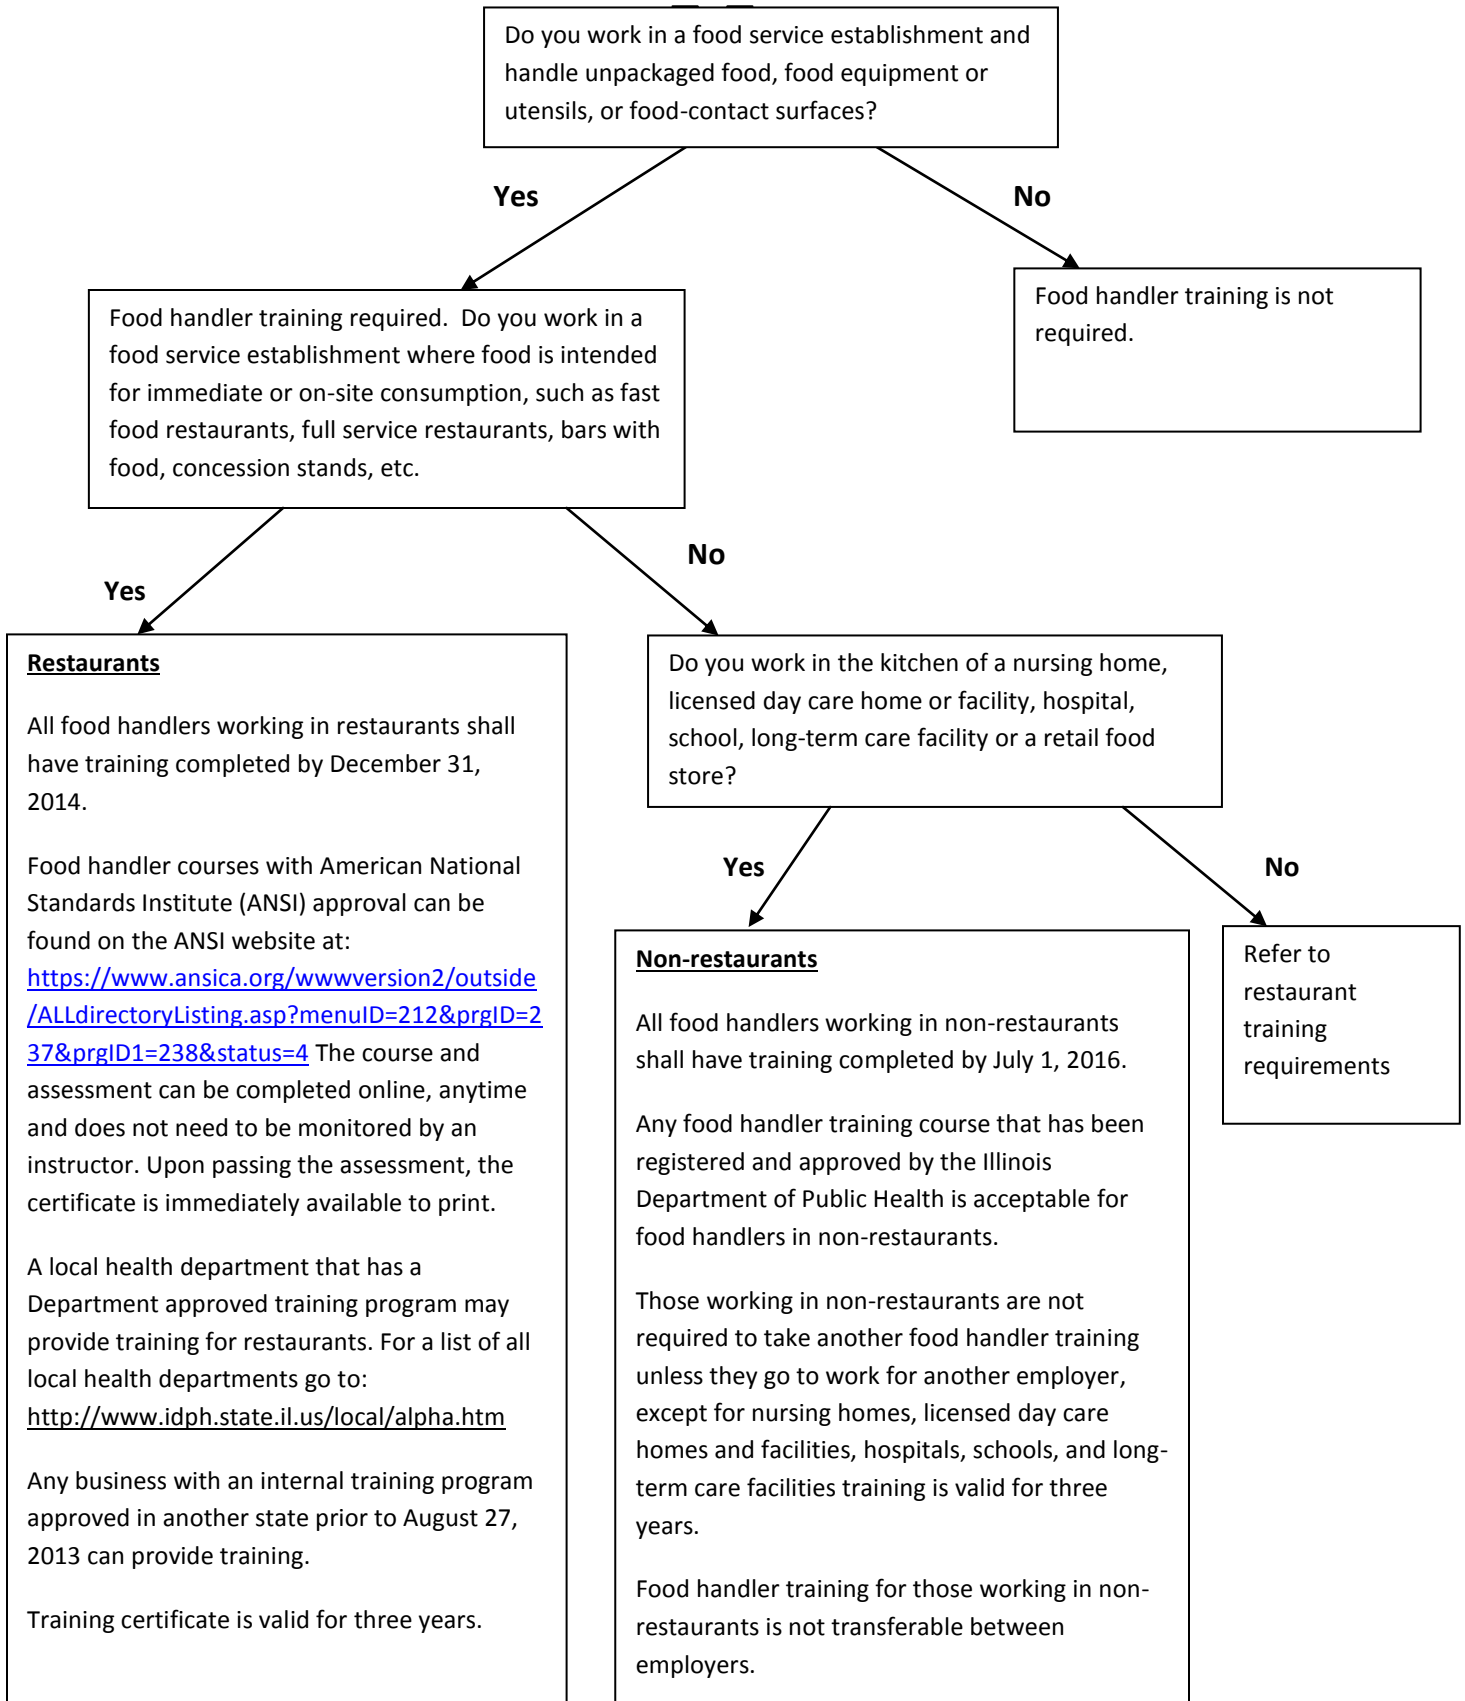 Do you work in a food service establishment and
handle unpackaged food, food equipment or
utensils, or food-contact surfaces?
Yes
No
Food handler training required.  Do you work in a
food service establishment where food is intended
for immediate or on-site consumption, such as fast
food restaurants, full service restaurants, bars with
food, concession stands, etc.
Food handler training is not
required.
Yes
No
Restaurants
All food handlers working in restaurants shall
have training completed by December 31,
2014.
Food handler courses with American National
Standards Institute (ANSI) approval can be
found on the ANSI website at:
https://www.ansica.org/wwwversion2/outside
/ALLdirectoryListing.asp?menuID=212&prgID=2
37&prgID1=238&status=4 The course and
assessment can be completed online, anytime
and does not need to be monitored by an
instructor. Upon passing the assessment, the
certificate is immediately available to print.
A local health department that has a
Department approved training program may
provide training for restaurants. For a list of all
local health departments go to:
http://www.idph.state.il.us/local/alpha.htm
Any business with an internal training program
approved in another state prior to August 27,
2013 can provide training.
Training certificate is valid for three years.
Do you work in the kitchen of a nursing home,
licensed day care home or facility, hospital,
school, long-term care facility or a retail food
store?
Yes
No
Non-restaurants
All food handlers working in non-restaurants
shall have training completed by July 1, 2016.
Any food handler training course that has been
registered and approved by the Illinois
Department of Public Health is acceptable for
food handlers in non-restaurants.
Those working in non-restaurants are not
required to take another food handler training
unless they go to work for another employer,
except for nursing homes, licensed day care
homes and facilities, hospitals, schools, and long-
term care facilities training is valid for three
years.
Food handler training for those working in non-
restaurants is not transferable between
employers.
Refer to
restaurant
training
requirements